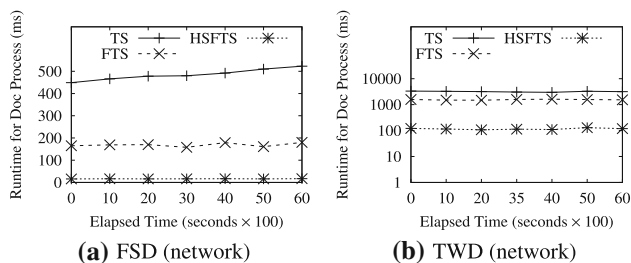 TS HSFTS
FTS
Runtime for Doc Process (ms)
500
400
300
200
100
0
0 10 20 30 40 50 60
Elapsed Time (seconds × 100)
(a) FSD (network)
TS HSFTS
FTS
Runtime for Doc Process (ms)
10000
1000
100
10
1
0 10 20 35 40 50 60
Elapsed Time (seconds × 100)
(b) TWD (network)